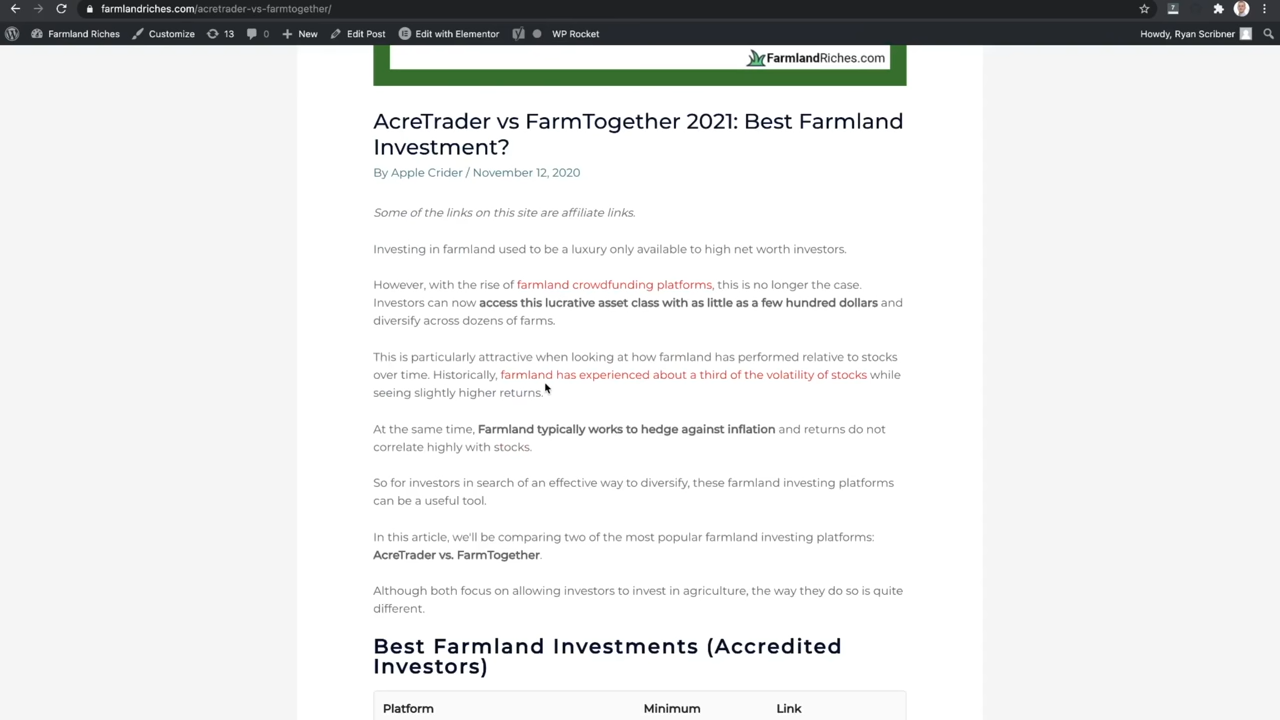 farmlandriches.com/acretrader-vs-farmtogether/
Farmland Riches Customize 13 0 New Edit Post Edit with Elementor WP Rocket Howdy, Ryan Scribner
FarmlandRiches.com
AcreTrader vs FarmTogether 2021: Best Farmland
Investment?
By Apple Crider / November 12, 2020
Some of the links on this site are affiliate links.
Investing in farmland used to be a luxury only available to high net worth investors.
However, with the rise of farmland crowdfunding platforms, this is no longer the case.
Investors can now access this lucrative asset class with as little as a few hundred dollars and
diversify across dozens of farms.
This is particularly attractive when looking at how farmland has performed relative to stocks
over time. Historically, farmland has experienced about a third of the volatility of stocks while
seeing slightly higher returns.
At the same time, Farmland typically works to hedge against inflation and returns do not
correlate highly with stocks.
So for investors in search of an effective way to diversify, these farmland investing platforms
can be a useful tool.
In this article, we'll be comparing two of the most popular farmland investing platforms:
AcreTrader vs. FarmTogether.
Although both focus on allowing investors to invest in agriculture, the way they do so is quite
different.
Best Farmland Investments (Accredited
Investors)
Platform Minimum Link